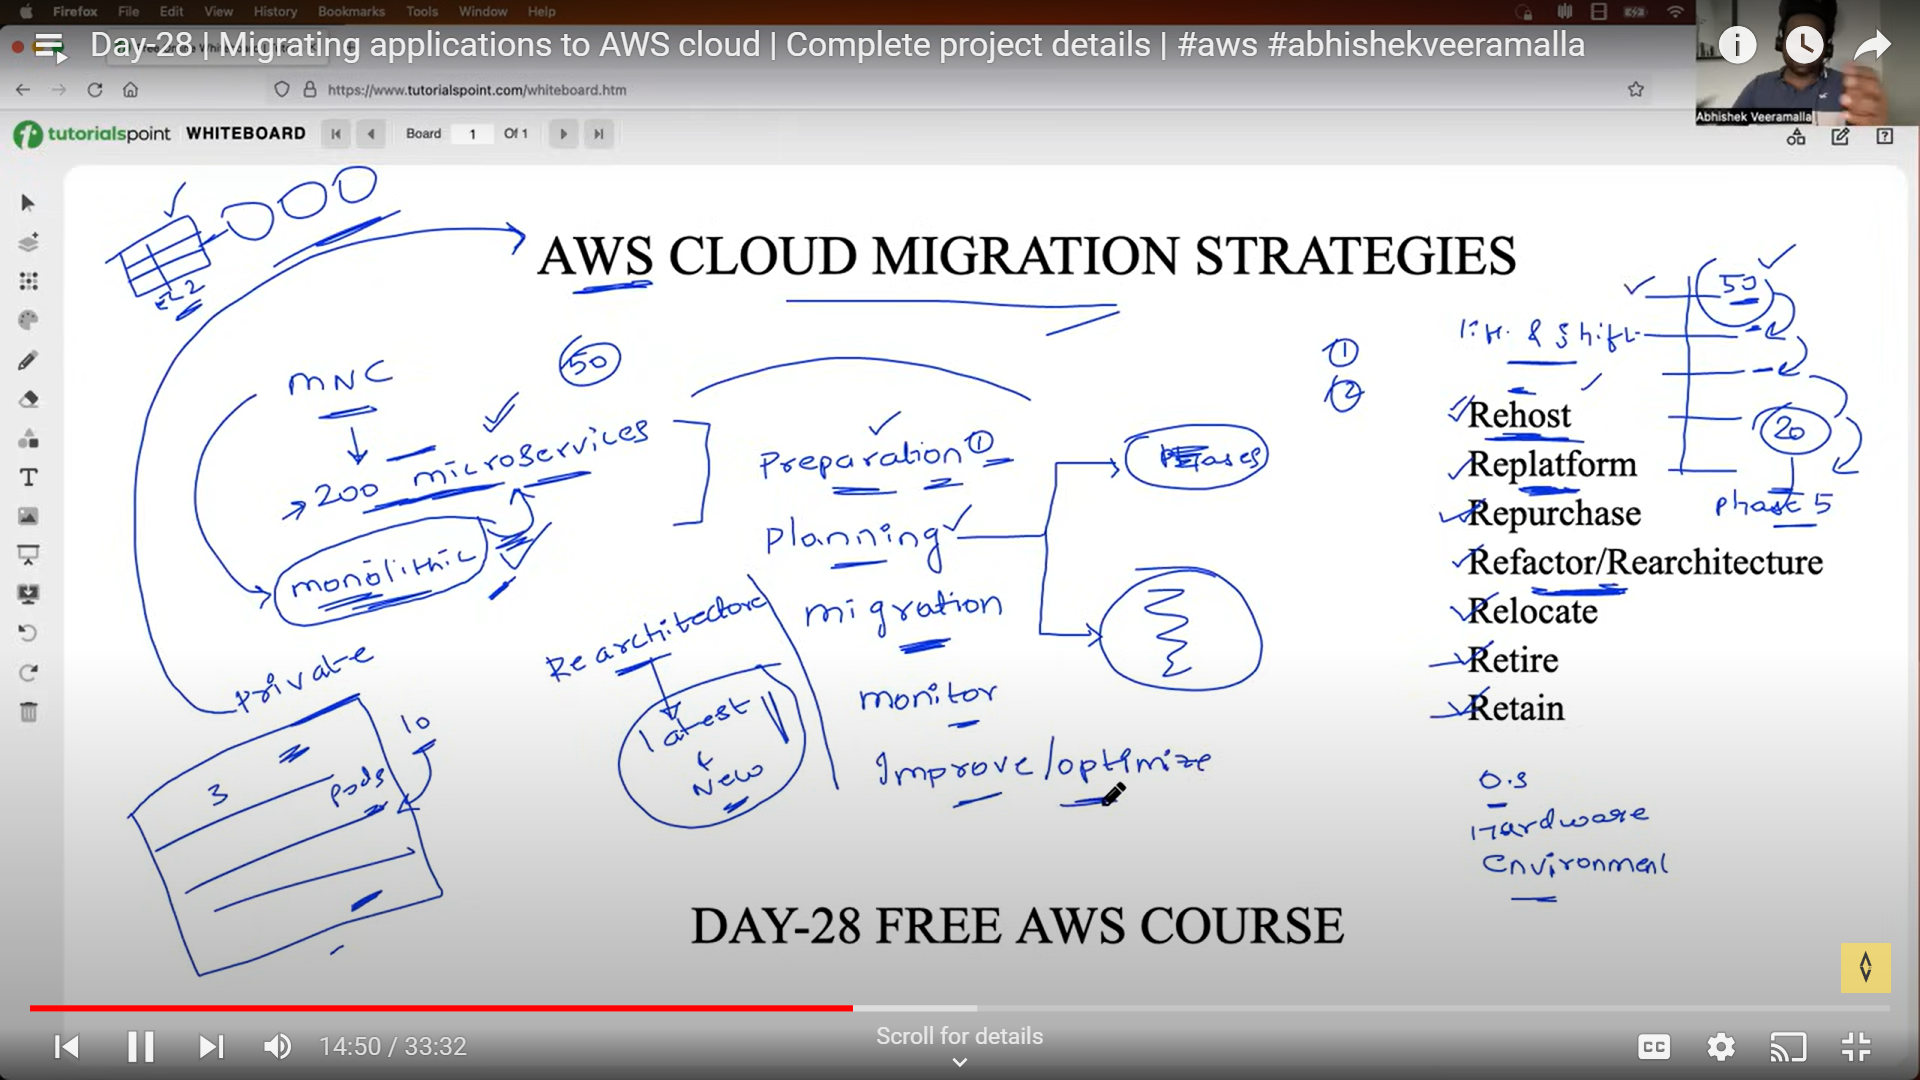 Firefox File Edit View History Bookmarks Tools Window Help
Day-28 | Migrating applications to AWS cloud | Complete project details | #aws #abhishekveeramalla
https://www.tutorialspoint.com/whiteboard.htm
Abhishek Veeramalla
tutorialspoint WHITEBOARD Board 1 Of 1
AWS CLOUD MIGRATION STRATEGIES
MNC
50
200 microservices
monolithic
Private
3
pods
10
Rearchitecture
latest
+
New
Preparation 1
Planning
migration
monitor
Improve/optimize
Phases
1
2
50
lift & shift
20
phase 5
Rehost
Replatform
Repurchase
Refactor/Rearchitecture
Relocate
Retire
Retain
O.S
Hardware
Environment
DAY-28 FREE AWS COURSE
14:50 / 33:32
Scroll for details
CC